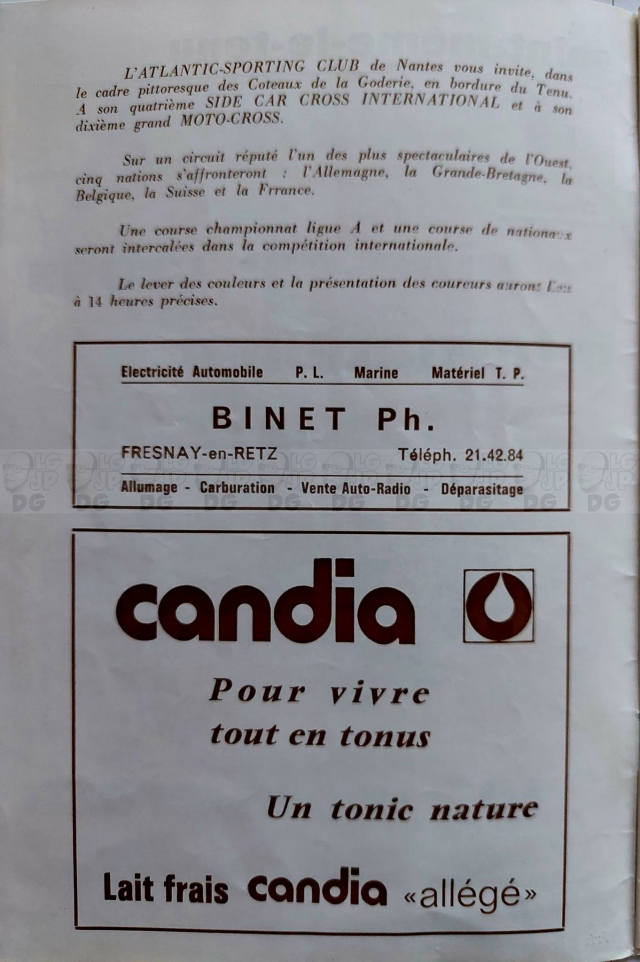 L'ATLANTIC-SPORTING CLUB de Nantes vous invite, dans
le cadre pittoresque des Coteaux de la Goderie, en bordure du Tenu.
A son quatrième SIDE CAR CROSS INTERNATIONAL et à son
dixième grand MOTO-CROSS.
Sur un circuit réputé l'un des plus spectaculaires de l'Ouest,
cinq nations s'affronteront : l'Allemagne, la Grande-Bretagne, la
Belgique, la Suisse et la Frrance.
Une course championnat ligue A et une course de nationaux
seront intercalées dans la compétition internationale.
Le lever des couleurs et la présentation des coureurs auront lieu
à 14 heures précises.
Electricité Automobile P. L. Marine Matériel T. P.
BINET Ph.
FRESNAY-en-RETZ Téléph. 21.42.84
Allumage - Carburation - Vente Auto-Radio - Déparasitage
candia
Pour vivre
tout en tonus
Un tonic nature
Lait frais candia «allégé»